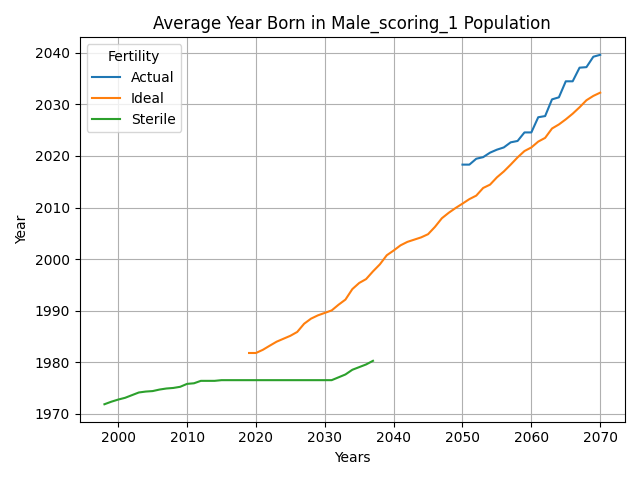 Average Year Born in Male_scoring_1 Population
Fertility
Actual
Ideal
Sterile
Year
2040
2030
2020
2010
2000
1990
1980
1970
2000 2010 2020 2030 2040 2050 2060 2070
Years